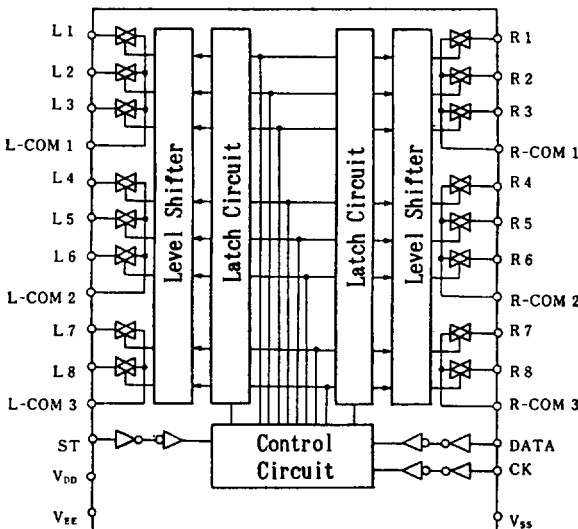 L1
L2
L3
L-COM 1
L4
L5
L6
L-COM 2
L7
L8
L-COM 3
ST
VDD
VEE
Level Shifter
Latch Circuit
Latch Circuit
Level Shifter
Control
Circuit
R1
R2
R3
R-COM 1
R4
R5
R6
R-COM 2
R7
R8
R-COM 3
DATA
CK
VSS